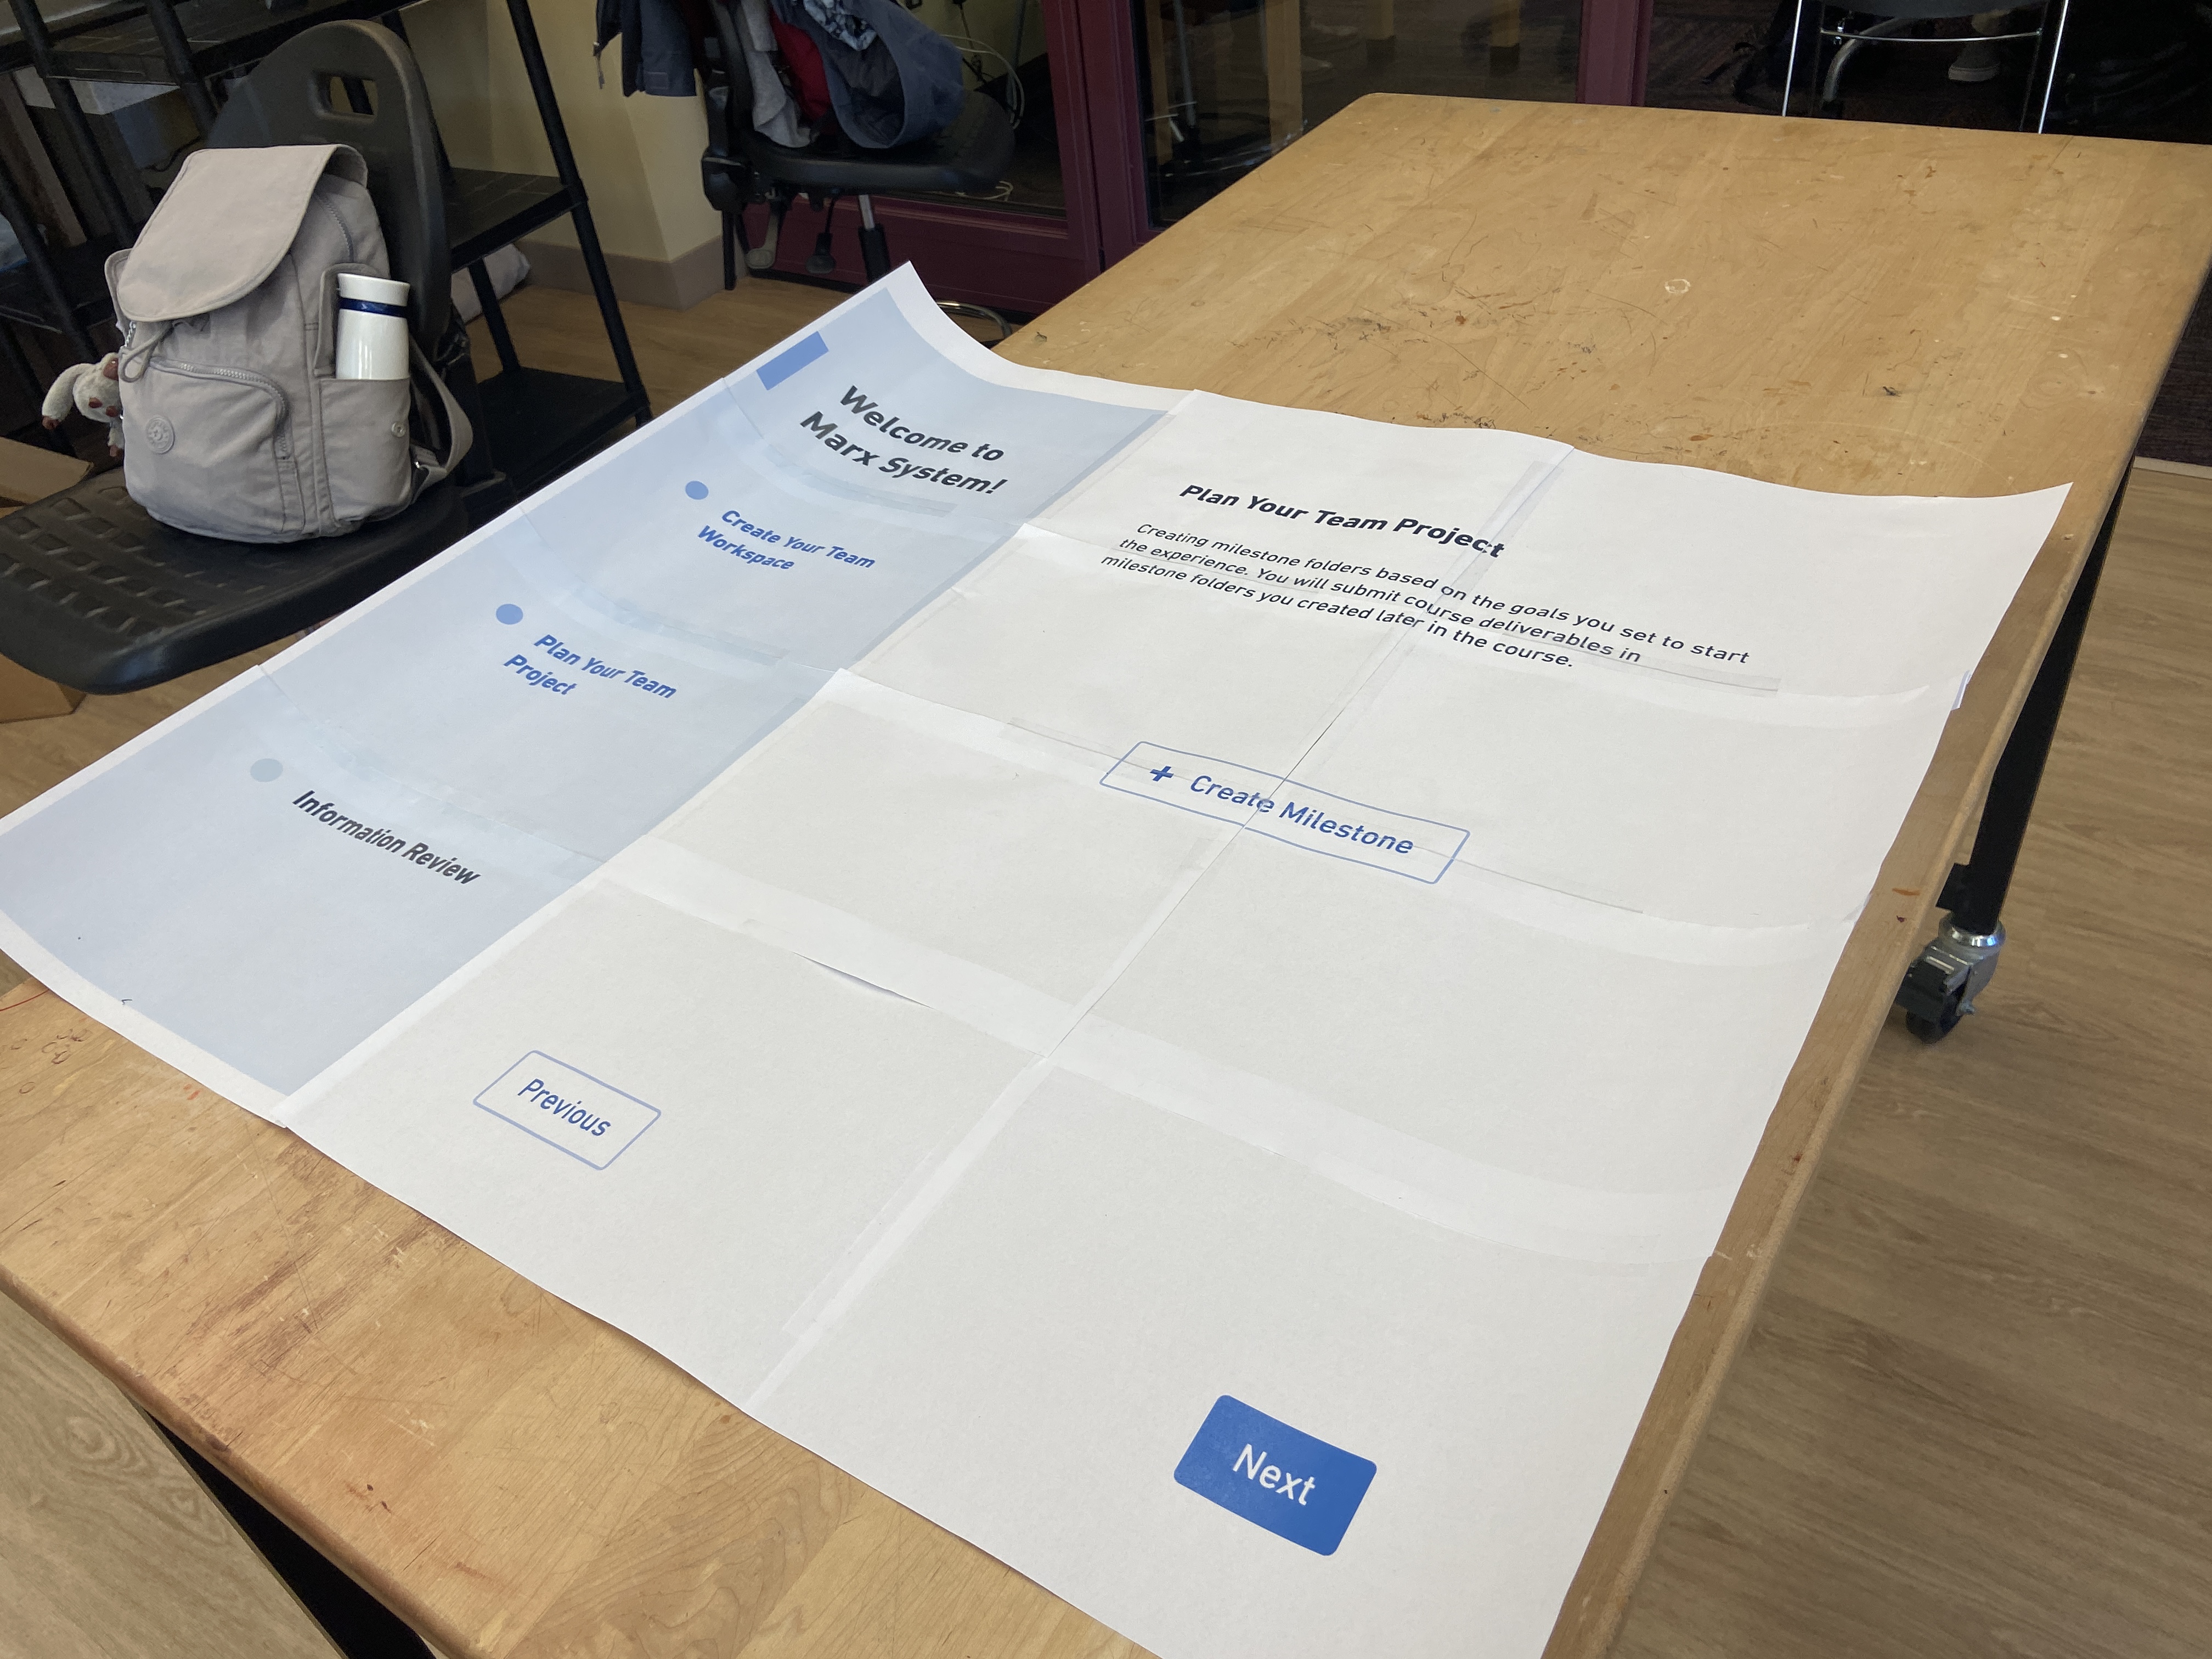 Welcome to
Marx System!
Create Your Team
Workspace
Plan Your Team
Project
Information Review
Plan Your Team Project
Creating milestone folders based on the goals you set to start
the experience. You will submit course deliverables in
milestone folders you created later in the course.
+ Create Milestone
Previous
Next